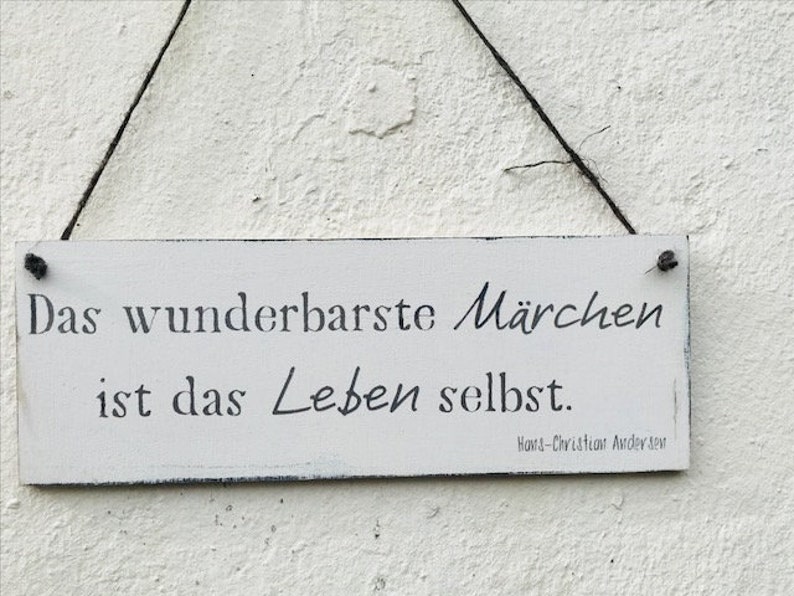 Das wunderbarste Märchen
ist das Leben selbst.
Hans-Christian Andersen